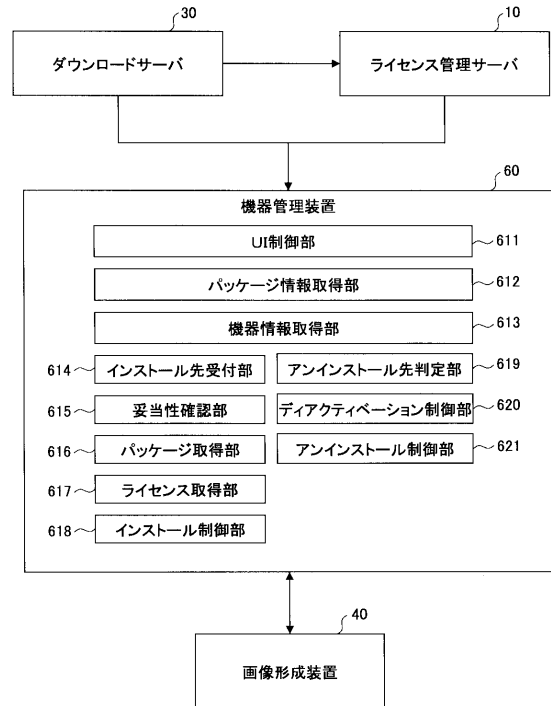 30
10
ダウンロードサーバ
ライセンス管理サーバ
60
機器管理装置
UI制御部
611
パッケージ情報取得部
612
機器情報取得部
613
614
インストール先受付部
アンインストール先判定部
619
615
妥当性確認部
ディアクティベーション制御部
620
616
パッケージ取得部
アンインストール制御部
621
617
ライセンス取得部
618
インストール制御部
40
画像形成装置